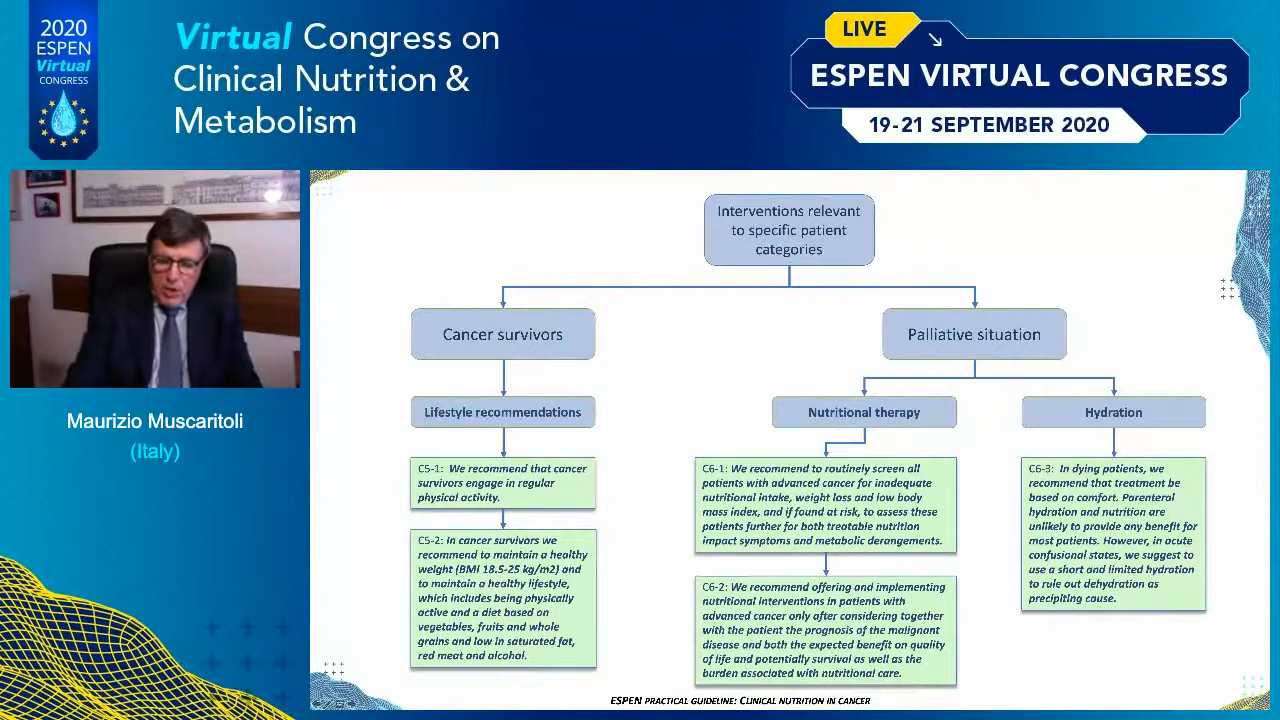 2020
ESPEN
Virtual
CONGRESS
Virtual Congress on
Clinical Nutrition &
Metabolism
LIVE
ESPEN VIRTUAL CONGRESS
19-21 SEPTEMBER 2020
Maurizio Muscaritoli
(Italy)
Interventions relevant
to specific patient
categories
Cancer survivors
Palliative situation
Lifestyle recommendations
Nutritional therapy
Hydration
C5-1: We recommend that cancer
survivors engage in regular
physical activity.
C5-2: In cancer survivors we
recommend to maintain a healthy
weight (BMI 18.5-25 kg/m2) and
to maintain a healthy lifestyle,
which includes being physically
active and a diet based on
vegetables, fruits and whole
grains and low in saturated fat,
red meat and alcohol.
C6-1: We recommend to routinely screen all
patients with advanced cancer for inadequate
nutritional intake, weight loss and low body
mass index, and if found at risk, to assess these
patients further for both treatable nutrition
impact symptoms and metabolic derangements.
C6-2: We recommend offering and implementing
nutritional interventions in patients with
advanced cancer only after considering together
with the patient the prognosis of the malignant
disease and both the expected benefit on quality
of life and potentially survival as well as the
burden associated with nutritional care.
C6-3: In dying patients, we
recommend that treatment be
based on comfort. Parenteral
hydration and nutrition are
unlikely to provide any benefit for
most patients. However, in acute
confusional states, we suggest to
use a short and limited hydration
to rule out dehydration as
precipiting cause.
ESPEN PRACTICAL GUIDELINE: CLINICAL NUTRITION IN CANCER